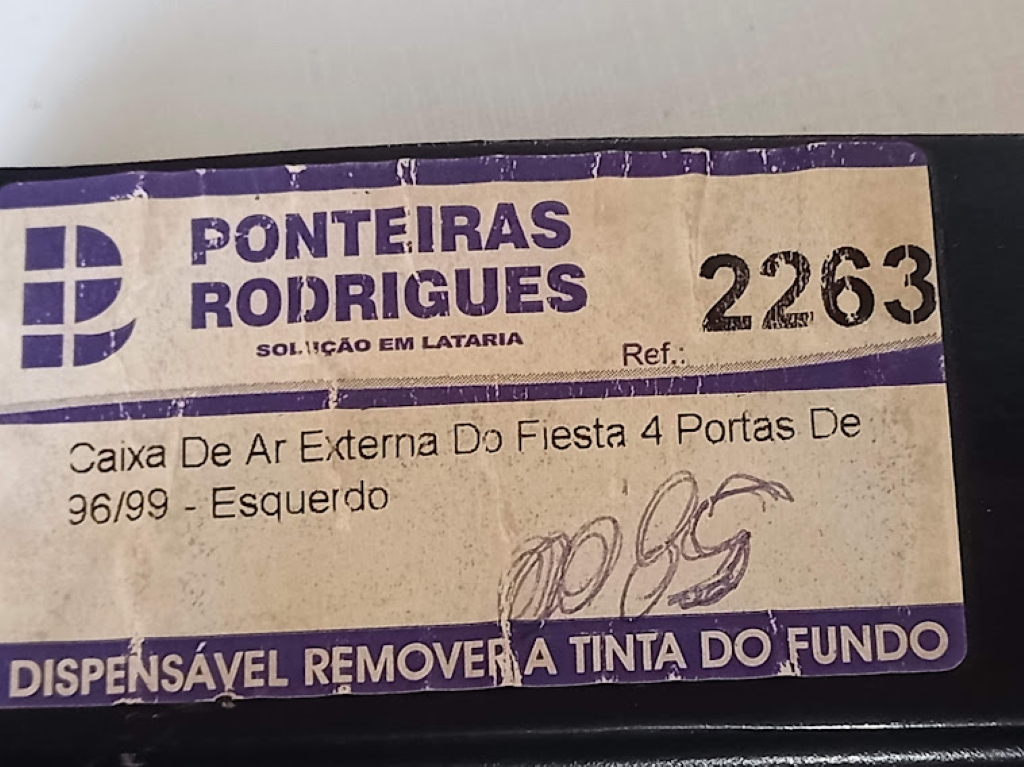 PONTEIRAS
RODRIGUES
SOLUÇÃO EM LATARIA
Ref.: 2263
Caixa De Ar Externa Do Fiesta 4 Portas De
96/99 - Esquerdo
DISPENSÁVEL REMOVER A TINTA DO FUNDO